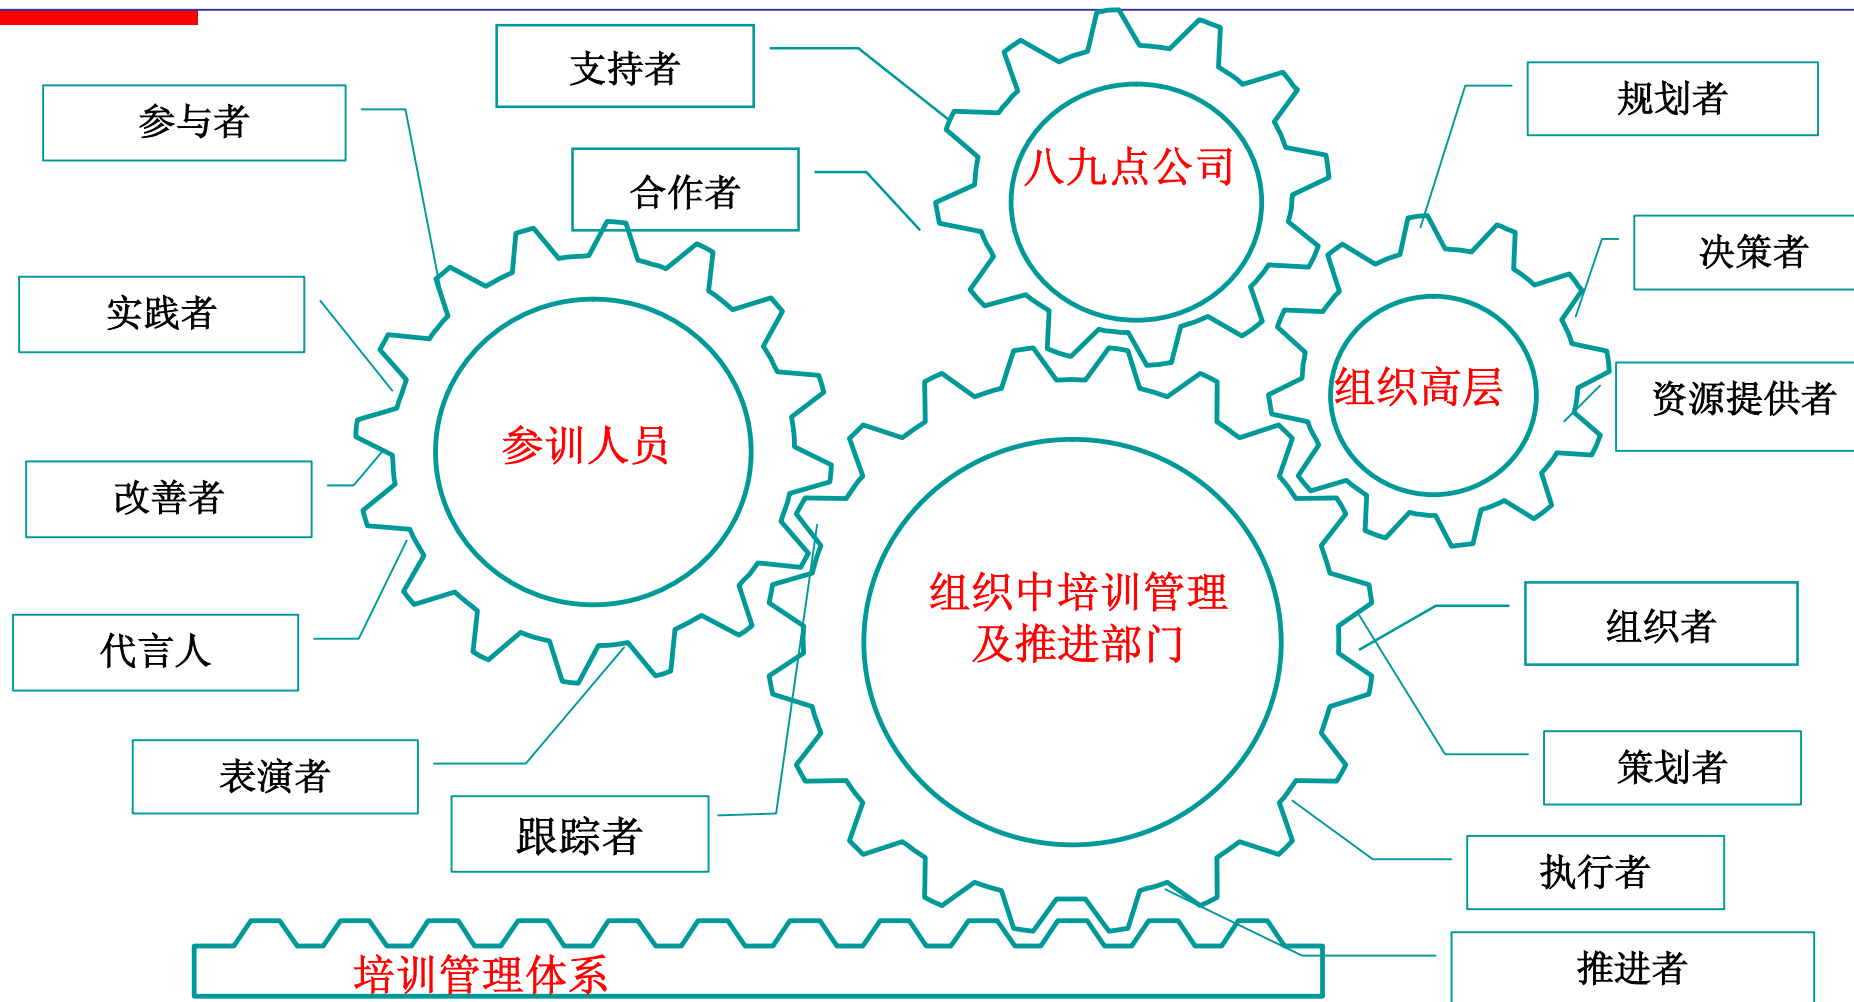 支持者
参与者
规划者
八九点公司
合作者
决策者
实践者
组织高层
资源提供者
参训人员
改善者
组织中培训管理
及推进部门
组织者
代言人
策划者
表演者
跟踪者
执行者
推进者
培训管理体系